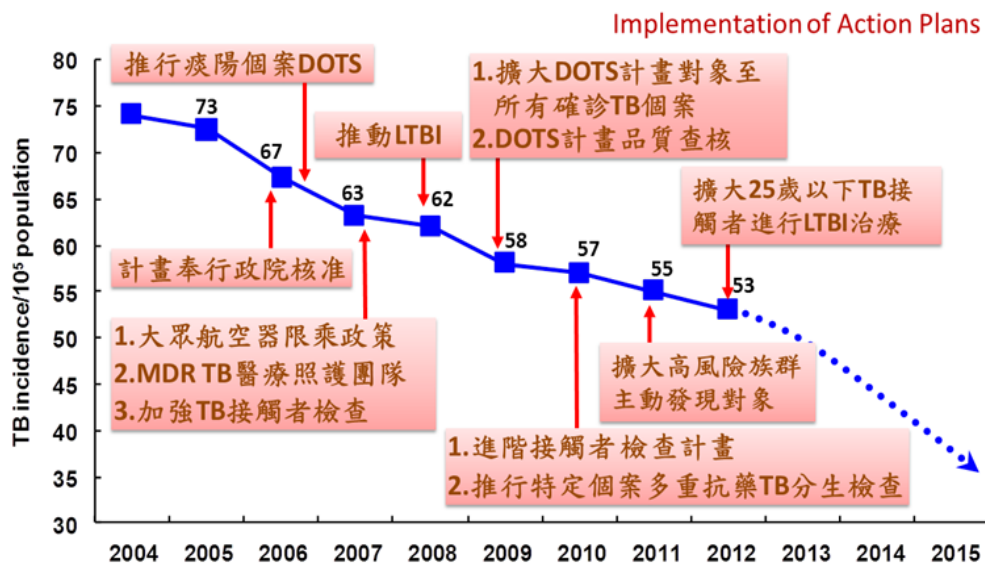 Implementation of Action Plans
TB incidence/10⁵ population
80
75
70
65
60
55
50
45
40
35
30
推行痰陽個案DOTS
推動LTBI
1.擴大DOTS計畫對象至
所有確診TB個案
2.DOTS計畫品質查核
擴大25歲以下TB接
觸者進行LTBI治療
73
67
63
62
58
57
55
53
計畫奉行政院核准
1.大眾航空器限乘政策
2.MDR TB醫療照護團隊
3.加強TB接觸者檢查
擴大高風險族群
主動發現對象
1.進階接觸者檢查計畫
2.推行特定個案多重抗藥TB分生檢查
2004 2005 2006 2007 2008 2009 2010 2011 2012 2013 2014 2015